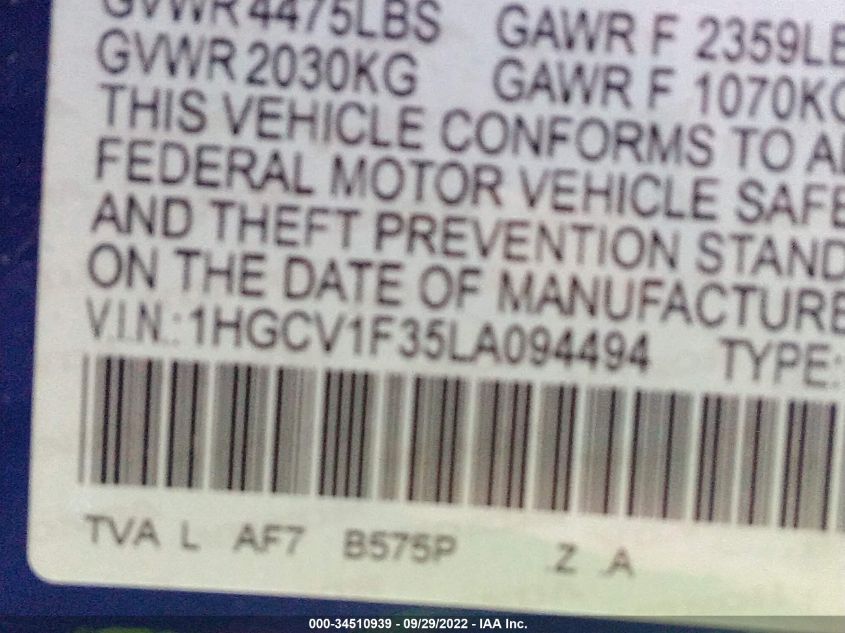 GVWR 4475LBS GAWR F 2359LB
GVWR 2030KG GAWR F 1070KG
THIS VEHICLE CONFORMS TO AL
FEDERAL MOTOR VEHICLE SAFE
AND THEFT PREVENTION STAND
ON THE DATE OF MANUFACTURE
V.I.N.: 1HGCV1F35LA094494 TYPE:
TVA L AF7 B575P Z A
000-34510939 - 09/29/2022 - IAA Inc.